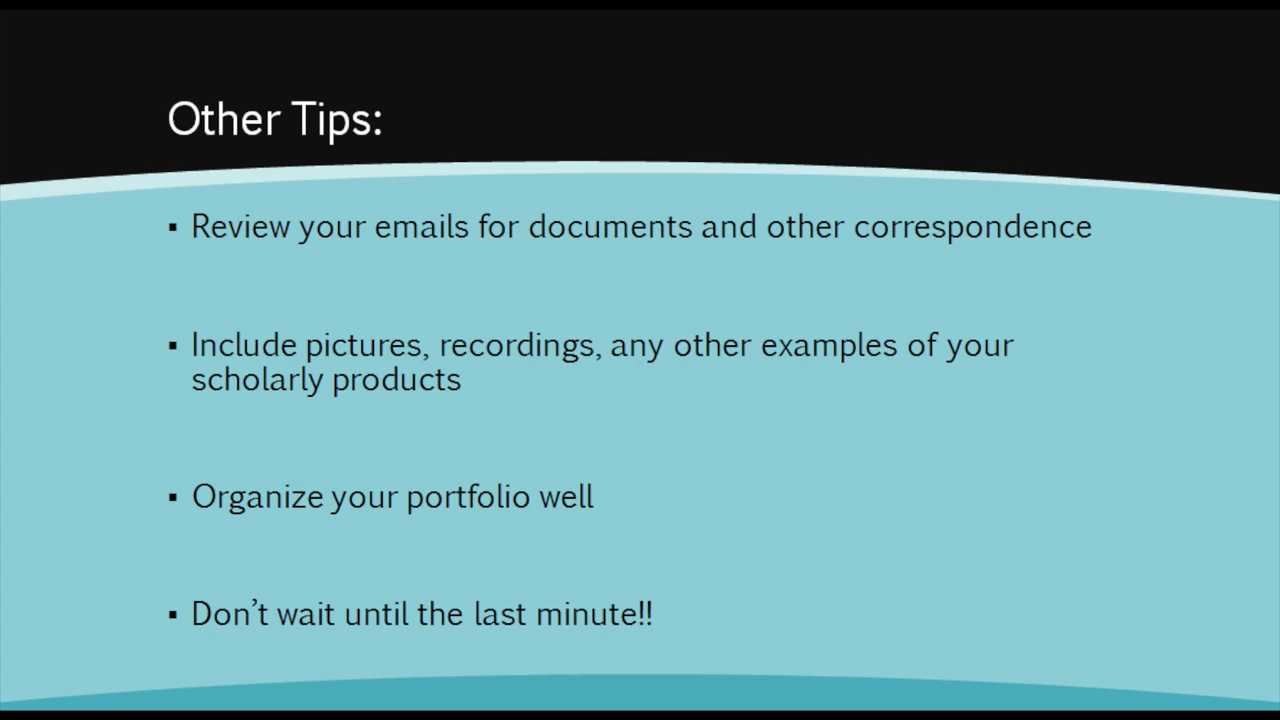 Other Tips:
▪ Review your emails for documents and other correspondence
▪ Include pictures, recordings, any other examples of your
scholarly products
▪ Organize your portfolio well
▪ Don’t wait until the last minute!!